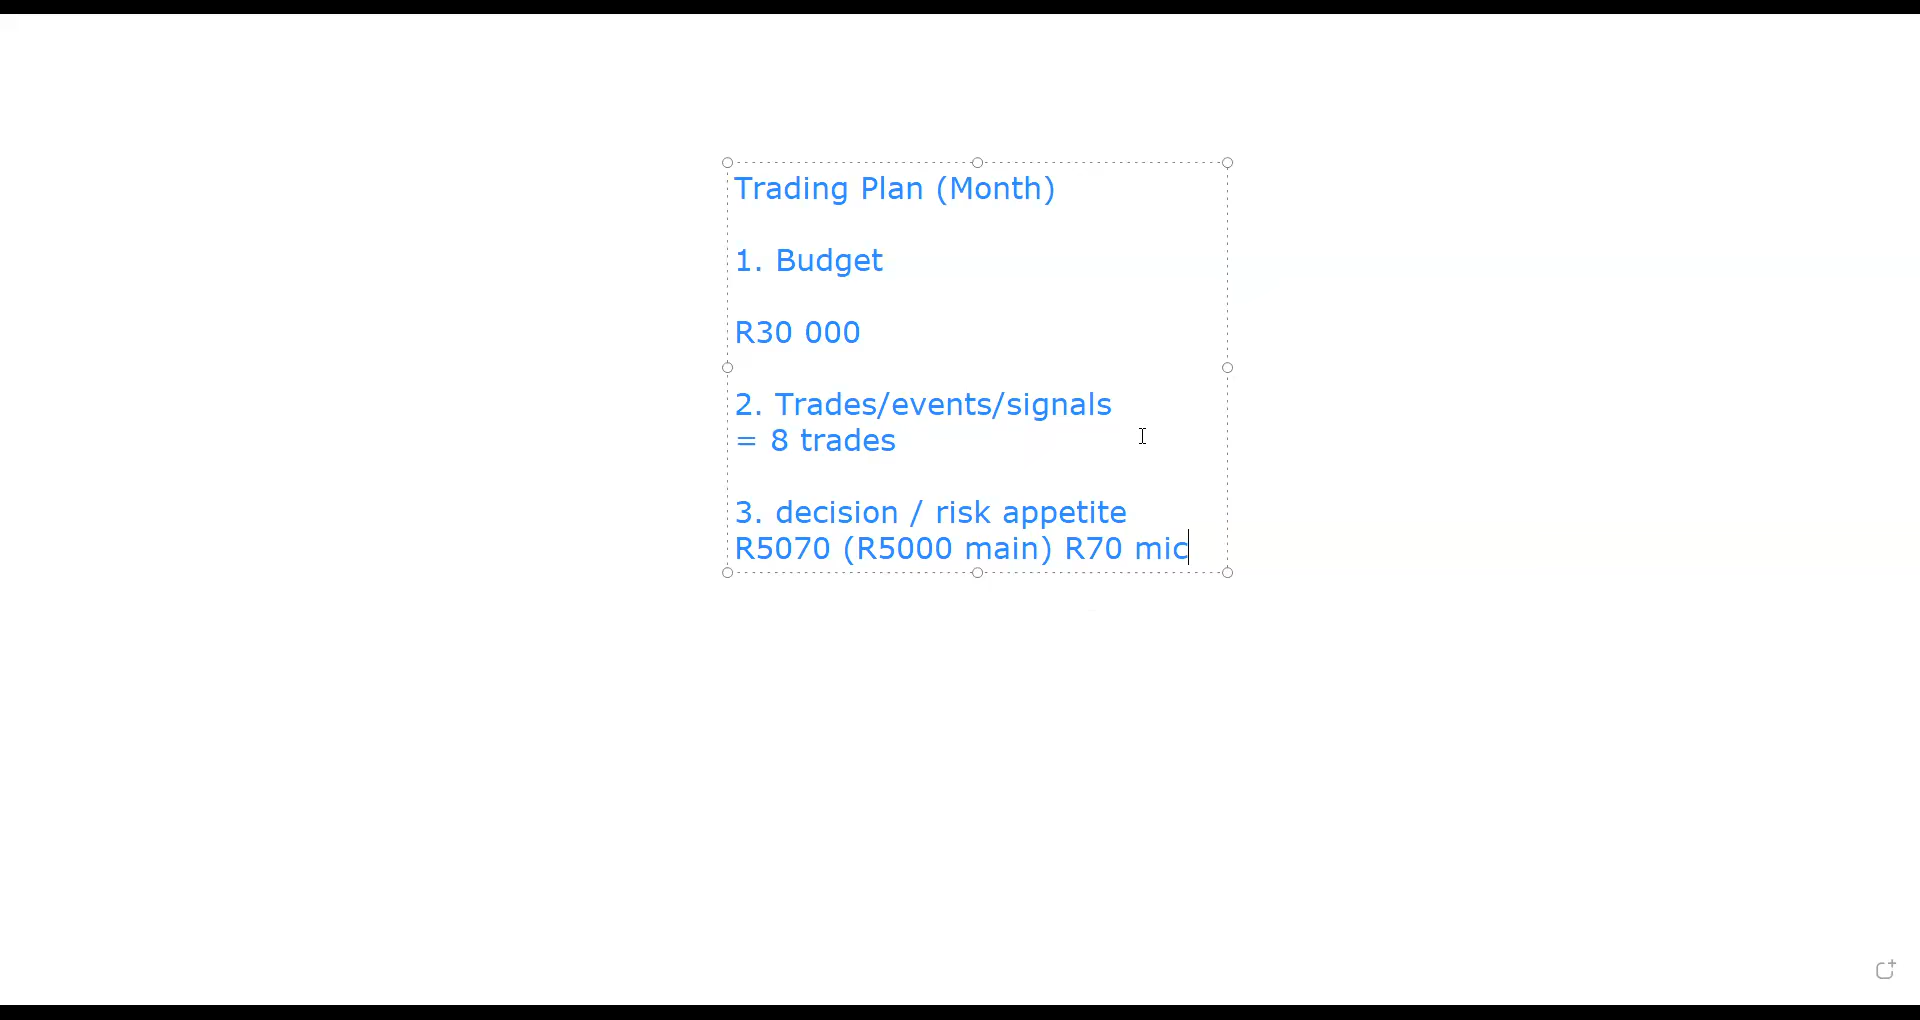 Trading Plan (Month)
1. Budget
R30 000
2. Trades/events/signals
= 8 trades
3. decision / risk appetite
R5070 (R5000 main) R70 mic